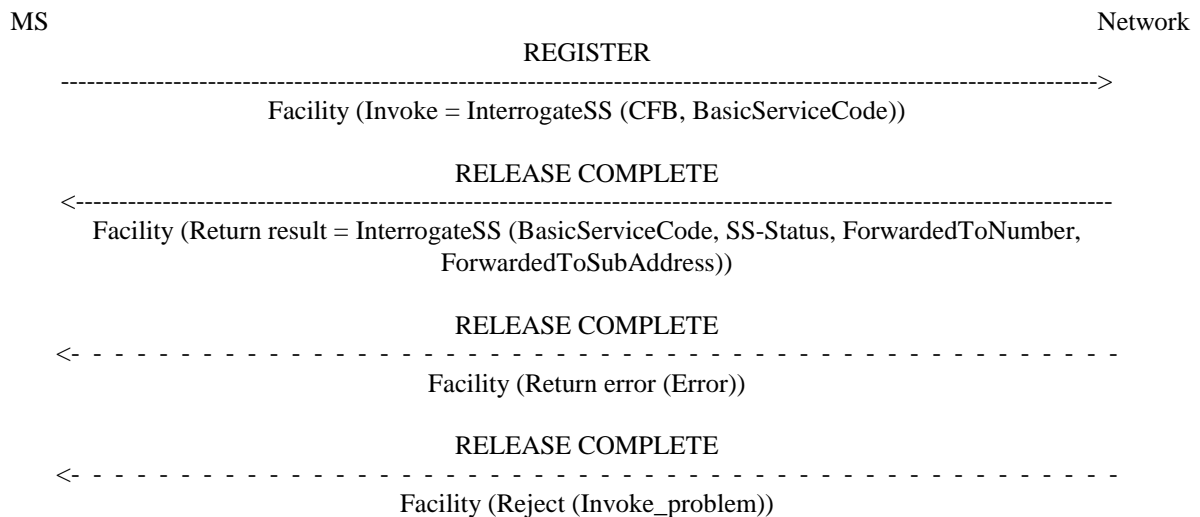 MS Network
REGISTER
Facility (Invoke = InterrogateSS (CFB, BasicServiceCode))
RELEASE COMPLETE
Facility (Return result = InterrogateSS (BasicServiceCode, SS-Status, ForwardedToNumber,
ForwardedToSubAddress))
RELEASE COMPLETE
Facility (Return error (Error))
RELEASE COMPLETE
Facility (Reject (Invoke_problem))